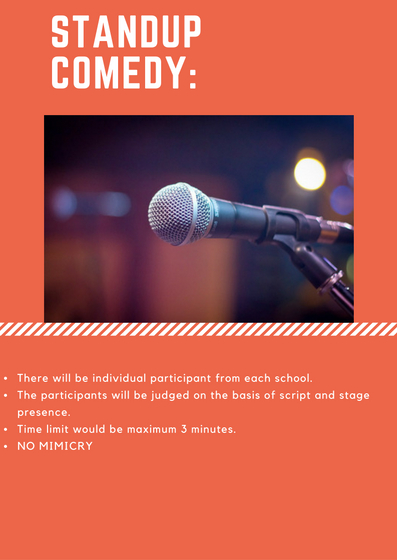 STANDUP
COMEDY:
• There will be individual participant from each school.
• The participants will be judged on the basis of script and stage
presence.
• Time limit would be maximum 3 minutes.
• NO MIMICRY